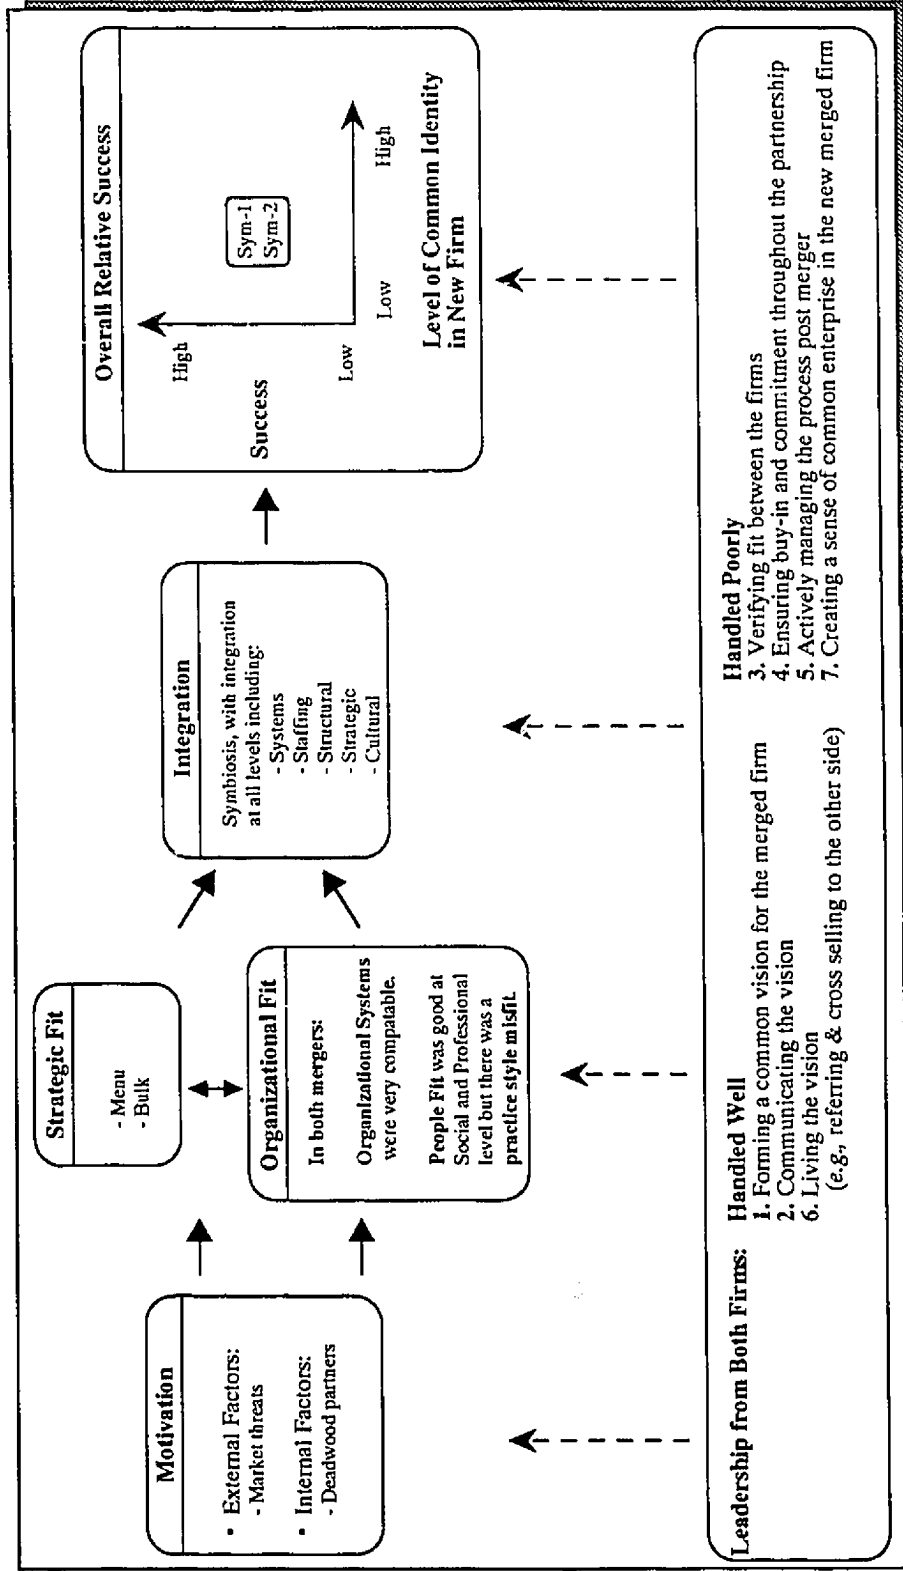 Motivation
• External Factors:
- Market threats
• Internal Factors:
- Deadwood partners
Strategic Fit
- Menu
- Bulk
Organizational Fit
In both mergers:
Organizational Systems
were very compatable.
People Fit was good at
Social and Professional
level but there was a
practice style misfit.
Integration
Symbiosis, with integration
at all levels including:
- Systems
- Staffing
- Structural
- Strategic
- Cultural
Overall Relative Success
High
Success
Low
Sym-1
Sym-2
Low
High
Level of Common Identity
in New Firm
Leadership from Both Firms:
Handled Well
1. Forming a common vision for the merged firm
2. Communicating the vision
6. Living the vision
(e.g., referring & cross selling to the other side)
Handled Poorly
3. Verifying fit between the firms
4. Ensuring buy-in and commitment throughout the partnership
5. Actively managing the process post merger
7. Creating a sense of common enterprise in the new merged firm